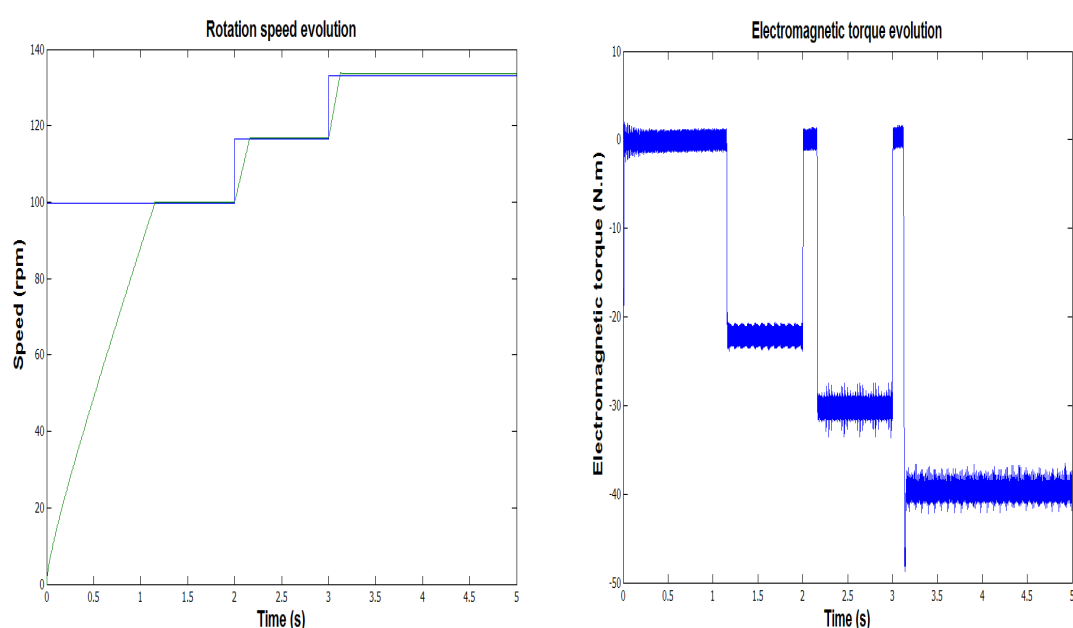 Rotation speed evolution
140
120
100
80
60
40
20
0
Speed (rpm)
0 0.5 1 1.5 2 2.5 3 3.5 4 4.5 5
Time (s)
Electromagnetic torque evolution
10
0
-10
-20
-30
-40
-50
Electromagnetic torque (N.m)
0 0.5 1 1.5 2 2.5 3 3.5 4 4.5 5
Time (s)